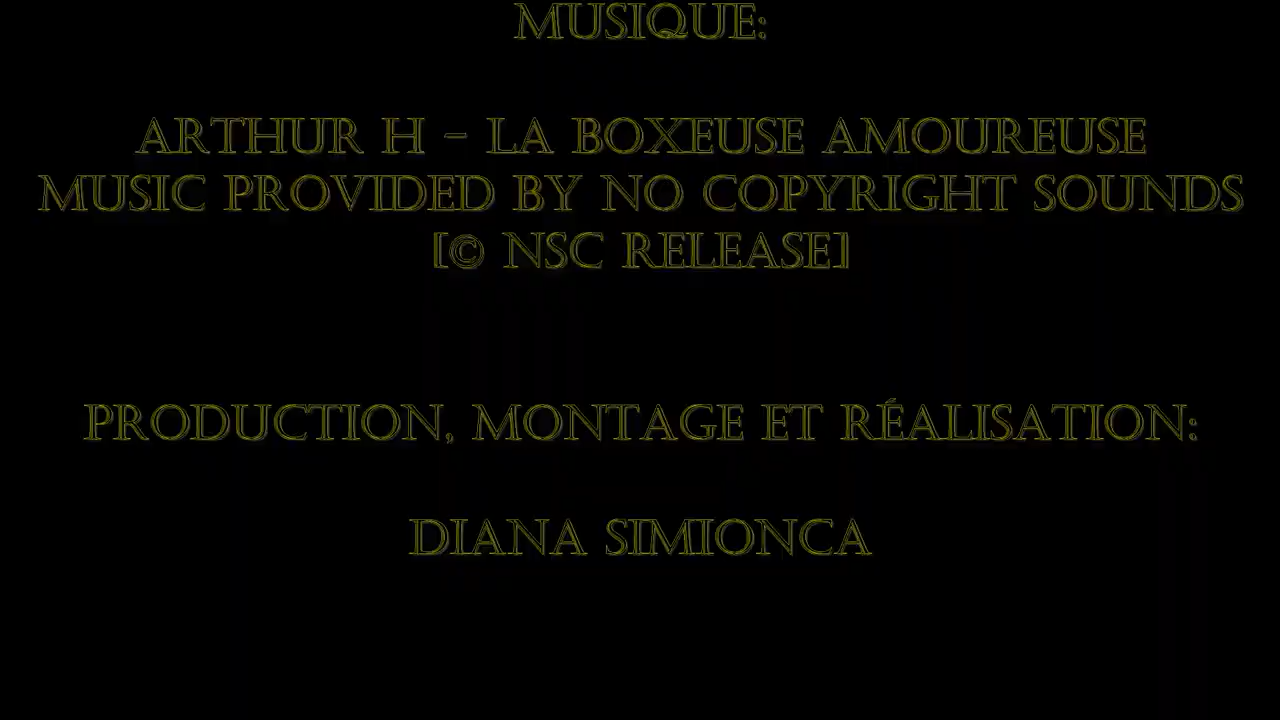 MUSIQUE:
ARTHUR H - LA BOXEUSE AMOUREUSE
MUSIC PROVIDED BY NO COPYRIGHT SOUNDS
[© NSC RELEASE]
PRODUCTION, MONTAGE ET RÉALISATION:
DIANA SIMIONCA